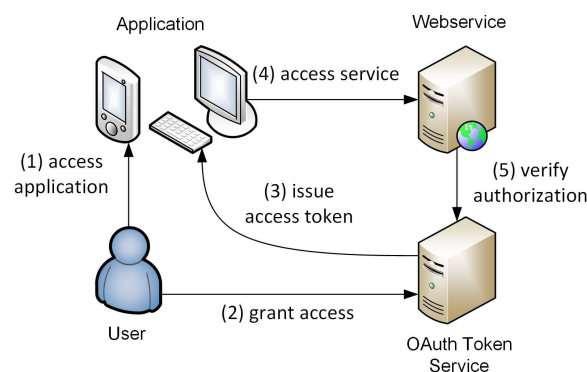 Application
Webservice
(4) access service
(1) access
application
(3) issue
access token
(5) verify
authorization
(2) grant access
User
OAuth Token
Service